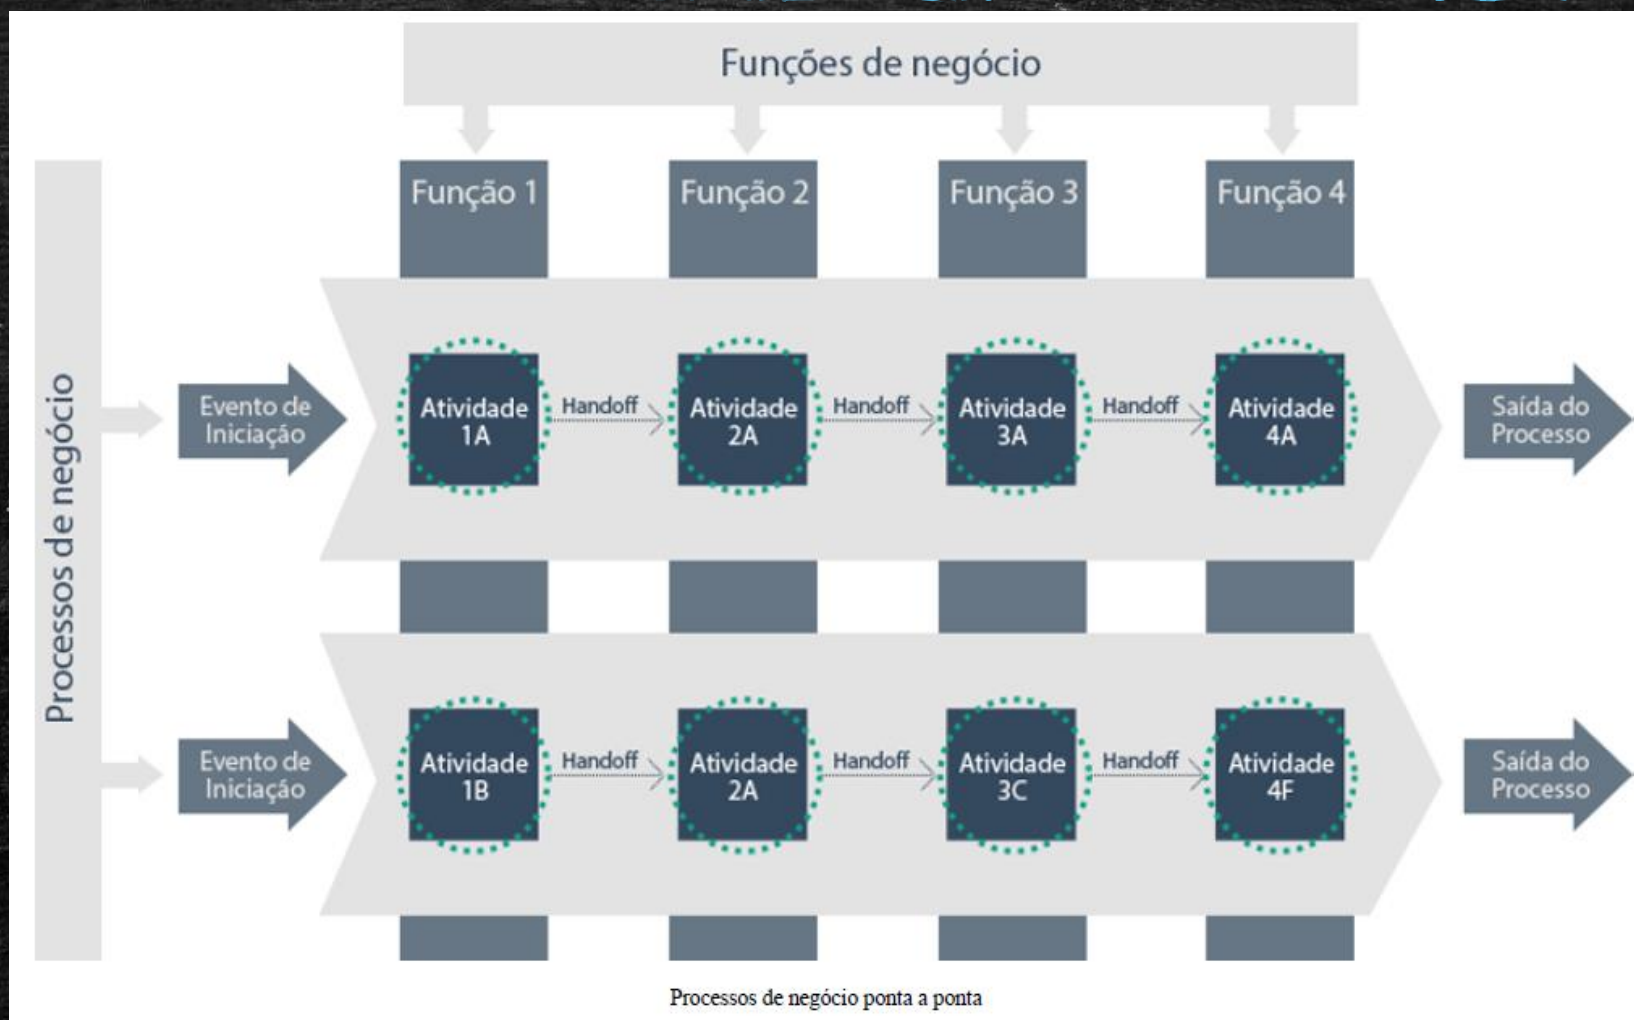 Funções de negócio
Processos de negócio
Função 1
Função 2
Função 3
Função 4
Evento de
Iniciação
Atividade
1A
Handoff
Atividade
2A
Handoff
Atividade
3A
Handoff
Atividade
4A
Saída do
Processo
Evento de
Iniciação
Atividade
1B
Handoff
Atividade
2A
Handoff
Atividade
3C
Handoff
Atividade
4F
Saída do
Processo
Processos de negócio ponta a ponta